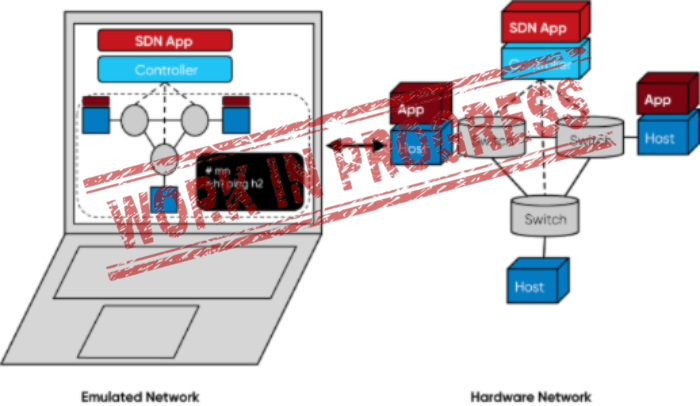 SDN App
Controller
# mn
h1 ping h2
Emulated Network
SDN App
Controller
App
Host
App
Host
Switch
Switch
Switch
Host
Hardware Network
WORK IN PROGRESS